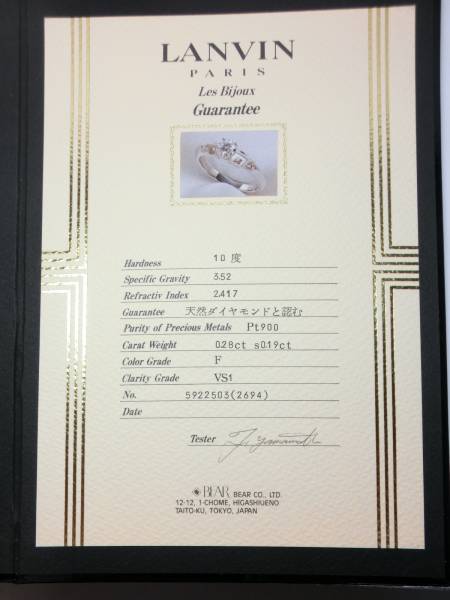 LANVIN
PARIS
Les Bijoux
Guarantee
Hardness 10度
Specific Gravity 3.52
Refractiv Index 2.417
Guarantee 天然ダイヤモンドと認む
Purity of Precious Metals Pt900
Carat Weight 0.28ct s0.19ct
Color Grade F
Clarity Grade VS1
No. 5922503(2694)
Date
Tester
BEAR, BEAR CO., LTD.
12-12, 1-CHOME, HIGASHIUENO
TAITO-KU, TOKYO, JAPAN